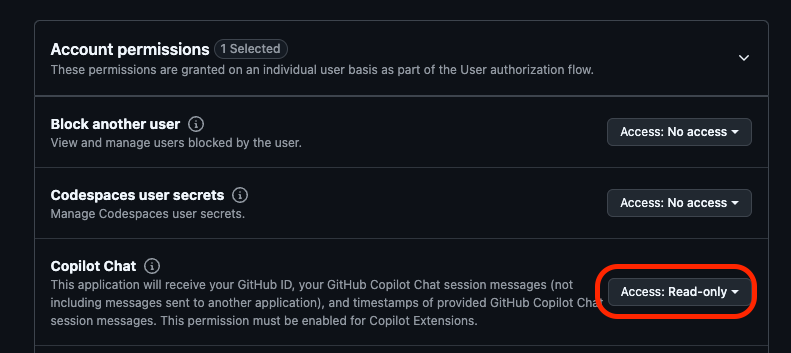 Account permissions 1 Selected
These permissions are granted on an individual user basis as part of the User authorization flow.
Block another user
View and manage users blocked by the user.
Access: No access
Codespaces user secrets
Manage Codespaces user secrets.
Access: No access
Copilot Chat
This application will receive your GitHub ID, your GitHub Copilot Chat session messages (not
including messages sent to another application), and timestamps of provided GitHub Copilot Chat
session messages. This permission must be enabled for Copilot Extensions.
Access: Read-only